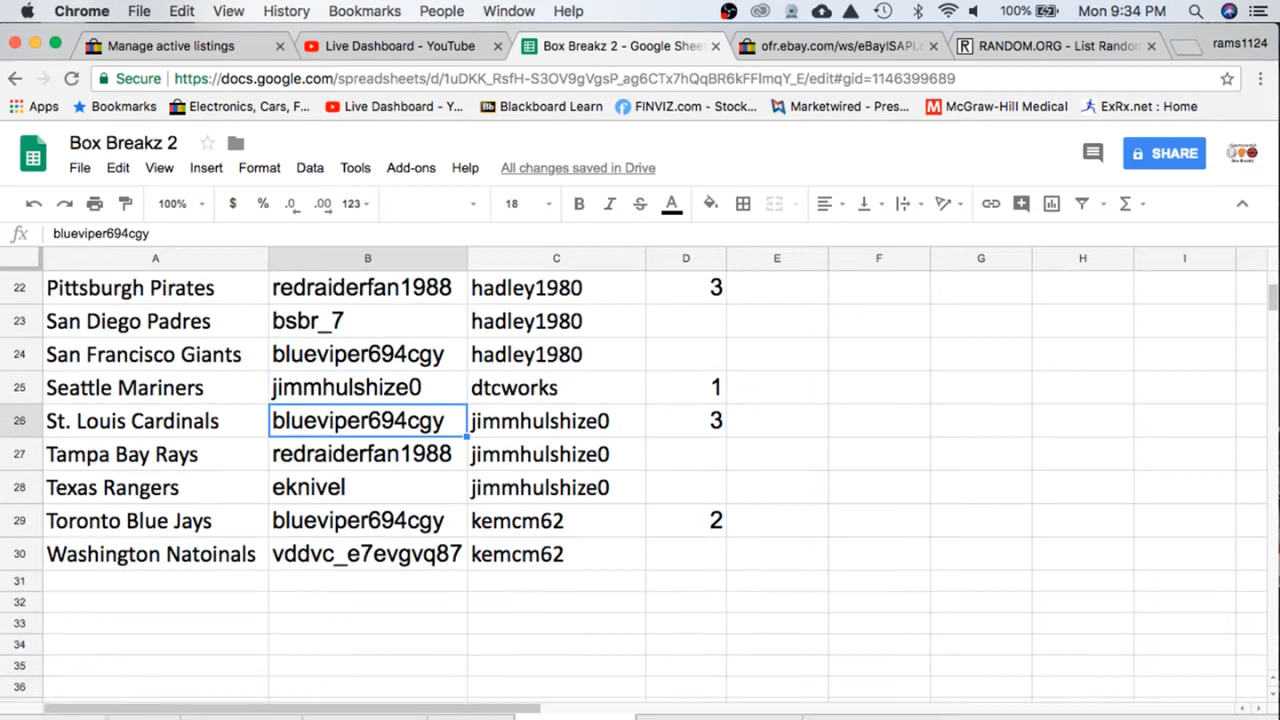 Chrome File Edit View History Bookmarks People Window Help 100% Mon 9:34 PM
Manage active listings Live Dashboard - YouTube Box Breakz 2 - Google Sheet ofr.ebay.com/ws/eBayISAPI.c RANDOM.ORG - List Random rams1124
Secure https://docs.google.com/spreadsheets/d/1uDKK_RsfH-S3OV9gVgsP_ag6CTx7hQqBR6kFFImqY_E/edit#gid=1146399689
Apps Bookmarks Electronics, Cars, F... Live Dashboard - Y... Bb Blackboard Learn FINVIZ.com - Stock... Marketwired - Pres... M McGraw-Hill Medical ExRx.net : Home
Box Breakz 2
File Edit View Insert Format Data Tools Add-ons Help All changes saved in Drive SHARE
100% $ % .0 .00 123 18 B I S A
fx blueviper694cgy
A B C D E F G H I
22 Pittsburgh Pirates redraiderfan1988 hadley1980 3
23 San Diego Padres bsbr_7 hadley1980
24 San Francisco Giants blueviper694cgy hadley1980
25 Seattle Mariners jimmhulshize0 dtcworks 1
26 St. Louis Cardinals blueviper694cgy jimmhulshize0 3
27 Tampa Bay Rays redraiderfan1988 jimmhulshize0
28 Texas Rangers eknivel jimmhulshize0
29 Toronto Blue Jays blueviper694cgy kemcm62 2
30 Washington Natoinals vddvc_e7evgvq87 kemcm62
31
32
33
34
35
36